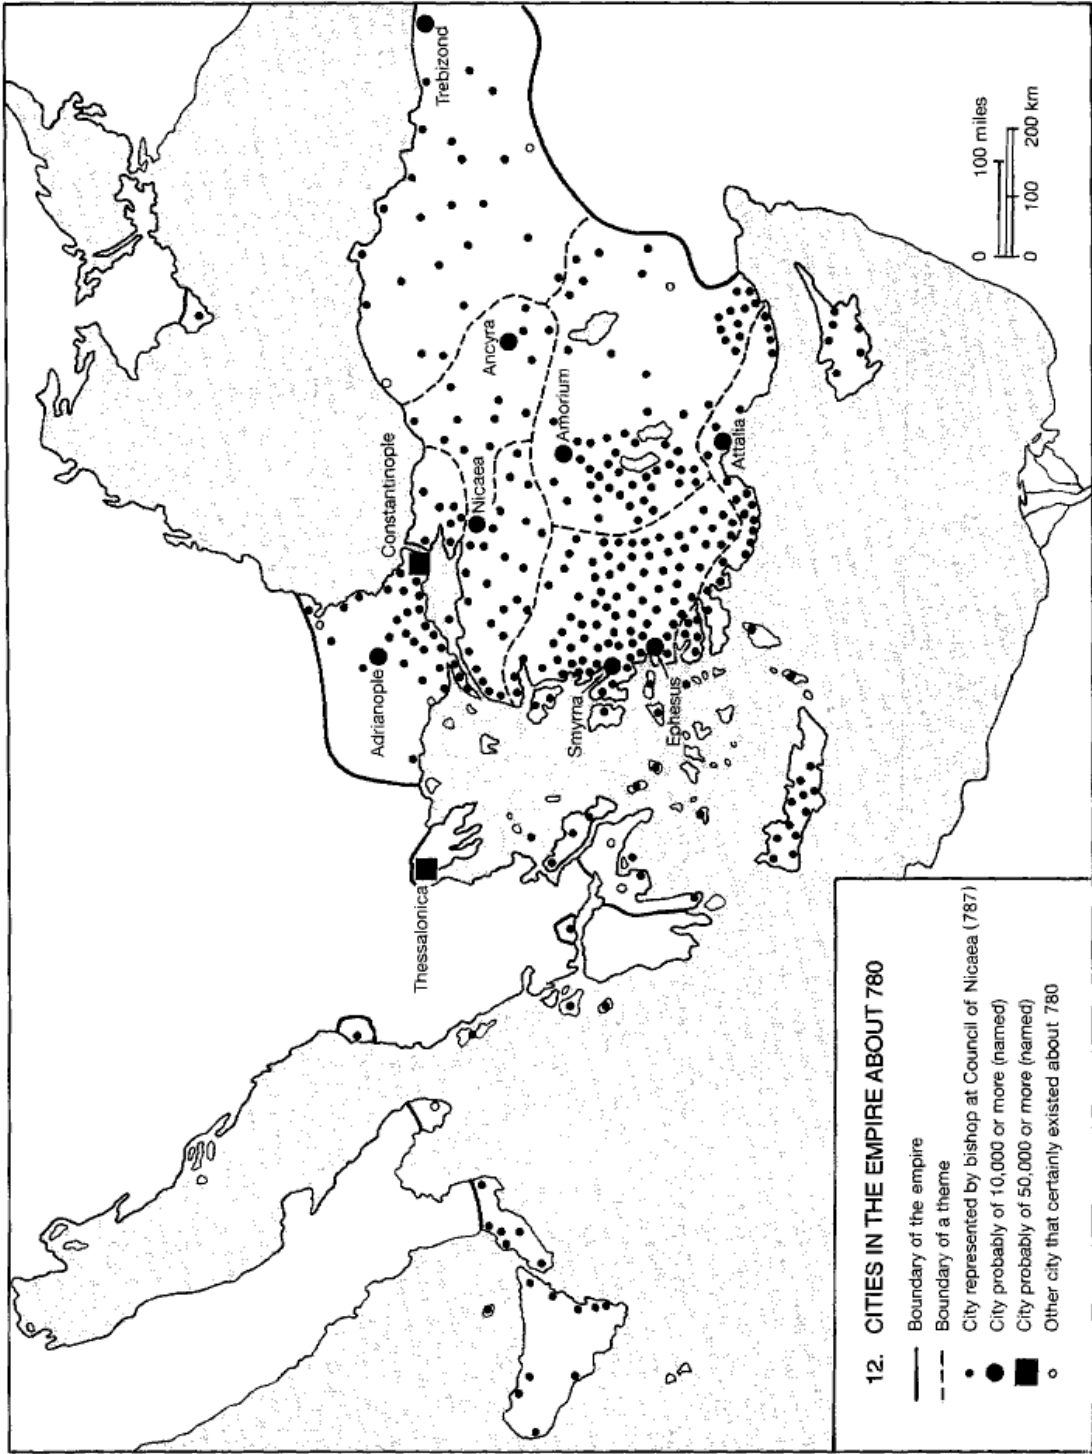 Trebizond
Ancyra
Constantinople
Nicaea
Amorium
Attalia
Adrianople
Smyrna
Ephesus
Thessalonica
0 100 miles
0 100 200 km
12. CITIES IN THE EMPIRE ABOUT 780
Boundary of the empire
Boundary of a theme
City represented by bishop at Council of Nicaea (787)
City probably of 10,000 or more (named)
City probably of 50,000 or more (named)
Other city that certainly existed about 780